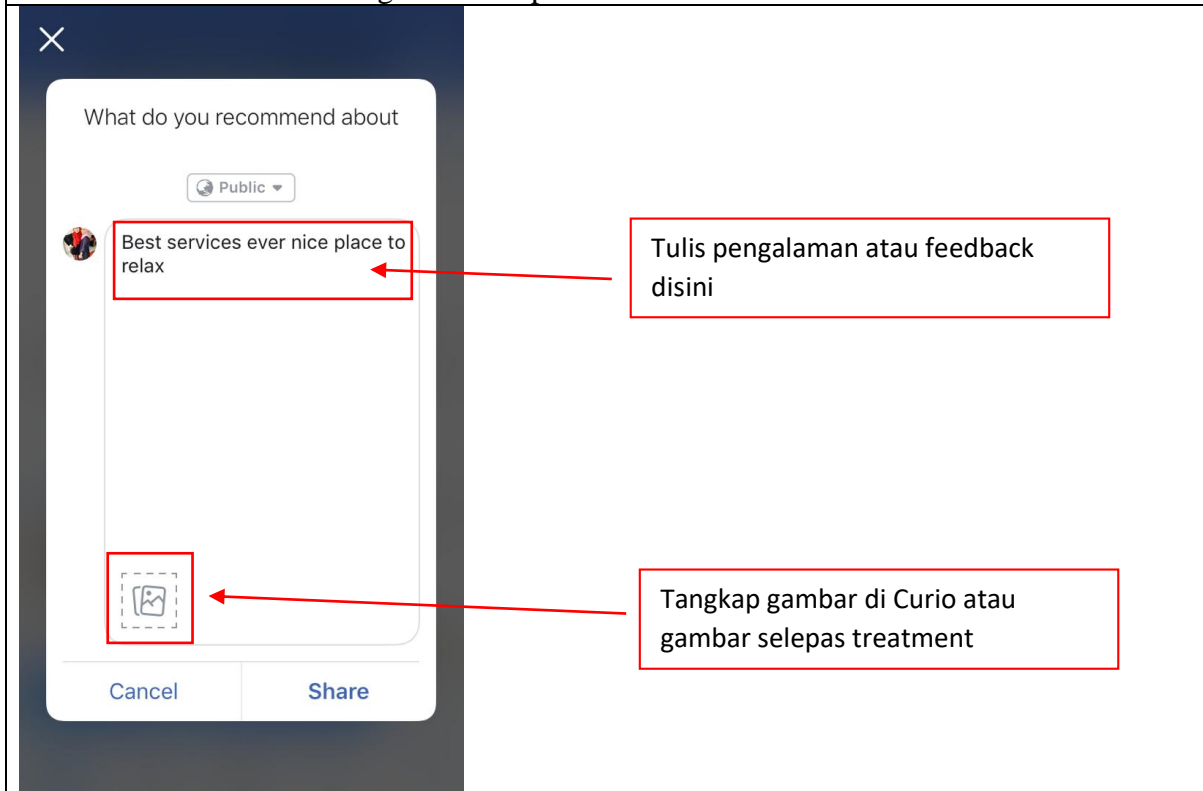 What do you recommend about
Public
Best services ever nice place to
relax
Tulis pengalaman atau feedback
disini
Tangkap gambar di Curio atau
gambar selepas treatment
Cancel
Share